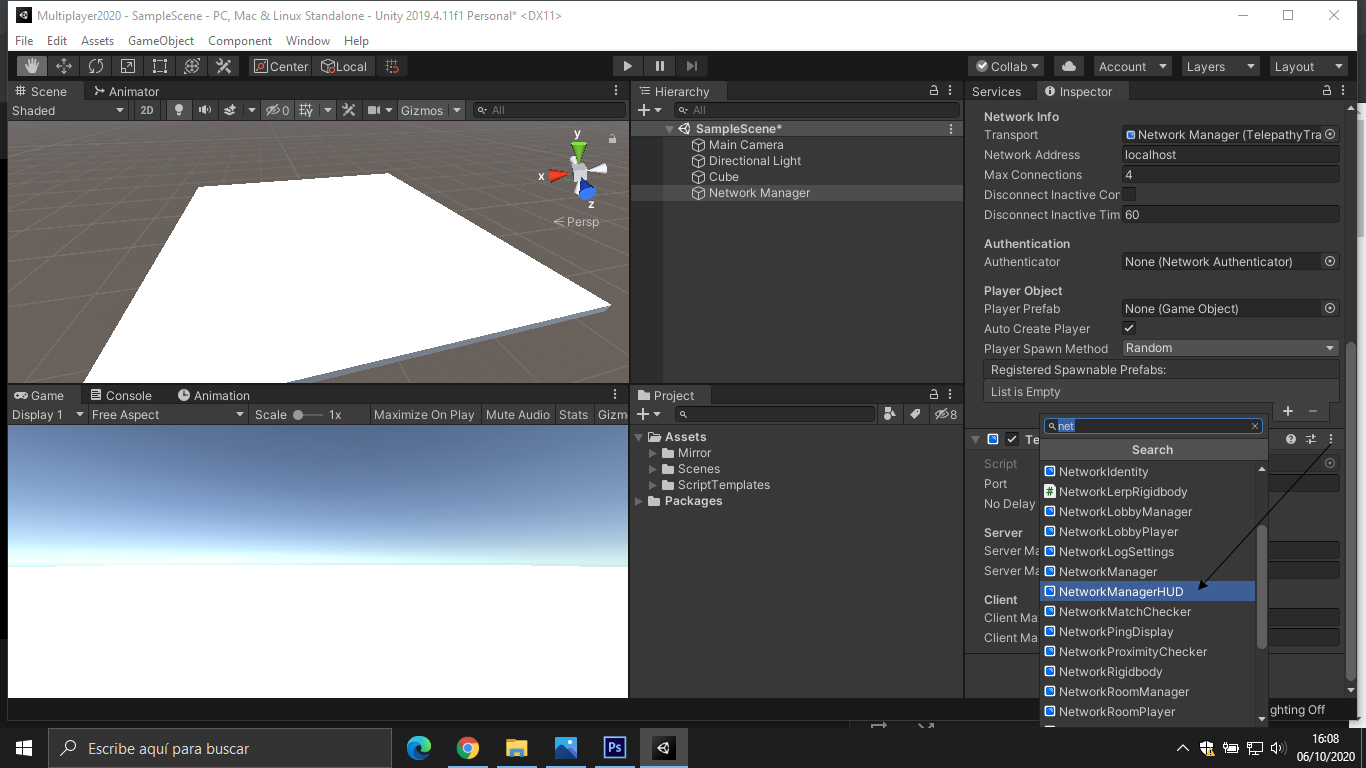 Multiplayer2020 - SampleScene - PC, Mac & Linux Standalone - Unity 2019.4.11f1 Personal* <DX11>
File Edit Assets GameObject Component Window Help
Center Local Collab Account Layers Layout
Scene Animator
Shaded 2D 0 Gizmos All
Y
x
z
Persp
Hierarchy
All
SampleScene*
Main Camera
Directional Light
Cube
Network Manager
Services Inspector
Network Info
Transport Network Manager (TelepathyTra
Network Address localhost
Max Connections 4
Disconnect Inactive Con
Disconnect Inactive Tim 60
Authentication
Authenticator None (Network Authenticator)
Player Object
Player Prefab None (Game Object)
Auto Create Player
Player Spawn Method Random
Registered Spawnable Prefabs:
List is Empty
Game Console Animation
Display 1 Free Aspect Scale 1x Maximize On Play Mute Audio Stats Gizm
Project
8
Assets
Mirror
Scenes
ScriptTemplates
Packages
Te
Script
Port
No Delay
Server
Server Ma
Server Ma
Client
Client Ma
Client Ma
net
Search
NetworkIdentity
NetworkLerpRigidbody
NetworkLobbyManager
NetworkLobbyPlayer
NetworkLogSettings
NetworkManager
NetworkManagerHUD
NetworkMatchChecker
NetworkPingDisplay
NetworkProximityChecker
NetworkRigidbody
NetworkRoomManager
NetworkRoomPlayer
ghting Off
Escribe aquí para buscar
Ps
16:08
06/10/2020